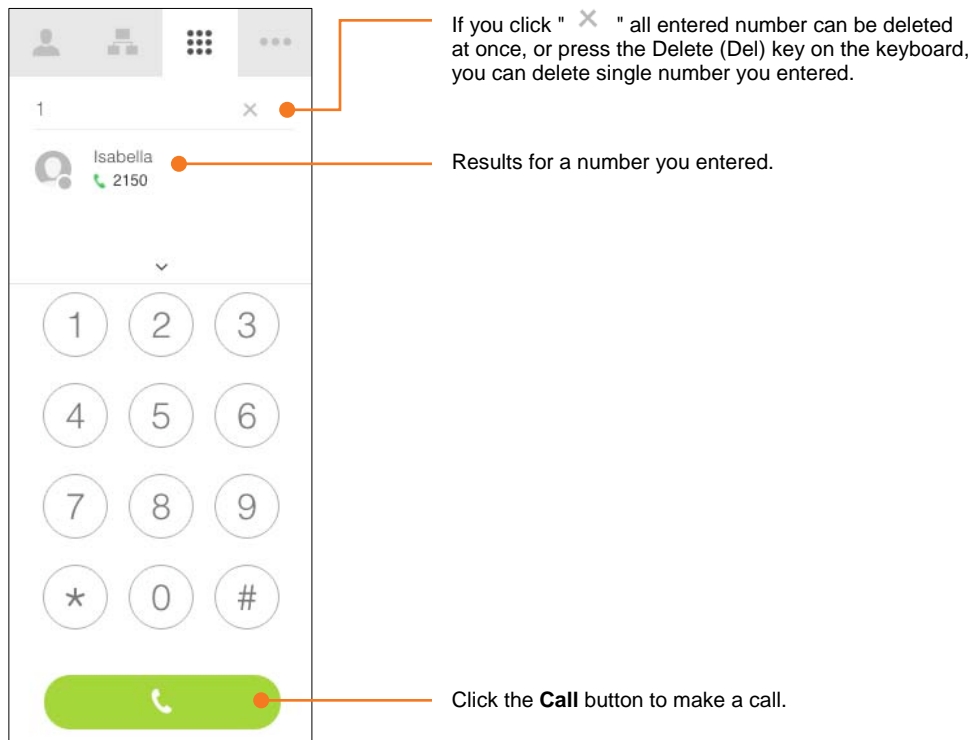 If you click " × " all entered number can be deleted
at once, or press the Delete (Del) key on the keyboard,
you can delete single number you entered.
1 ×
Isabella
2150
Results for a number you entered.
1 2 3
4 5 6
7 8 9
* 0 #
Click the Call button to make a call.